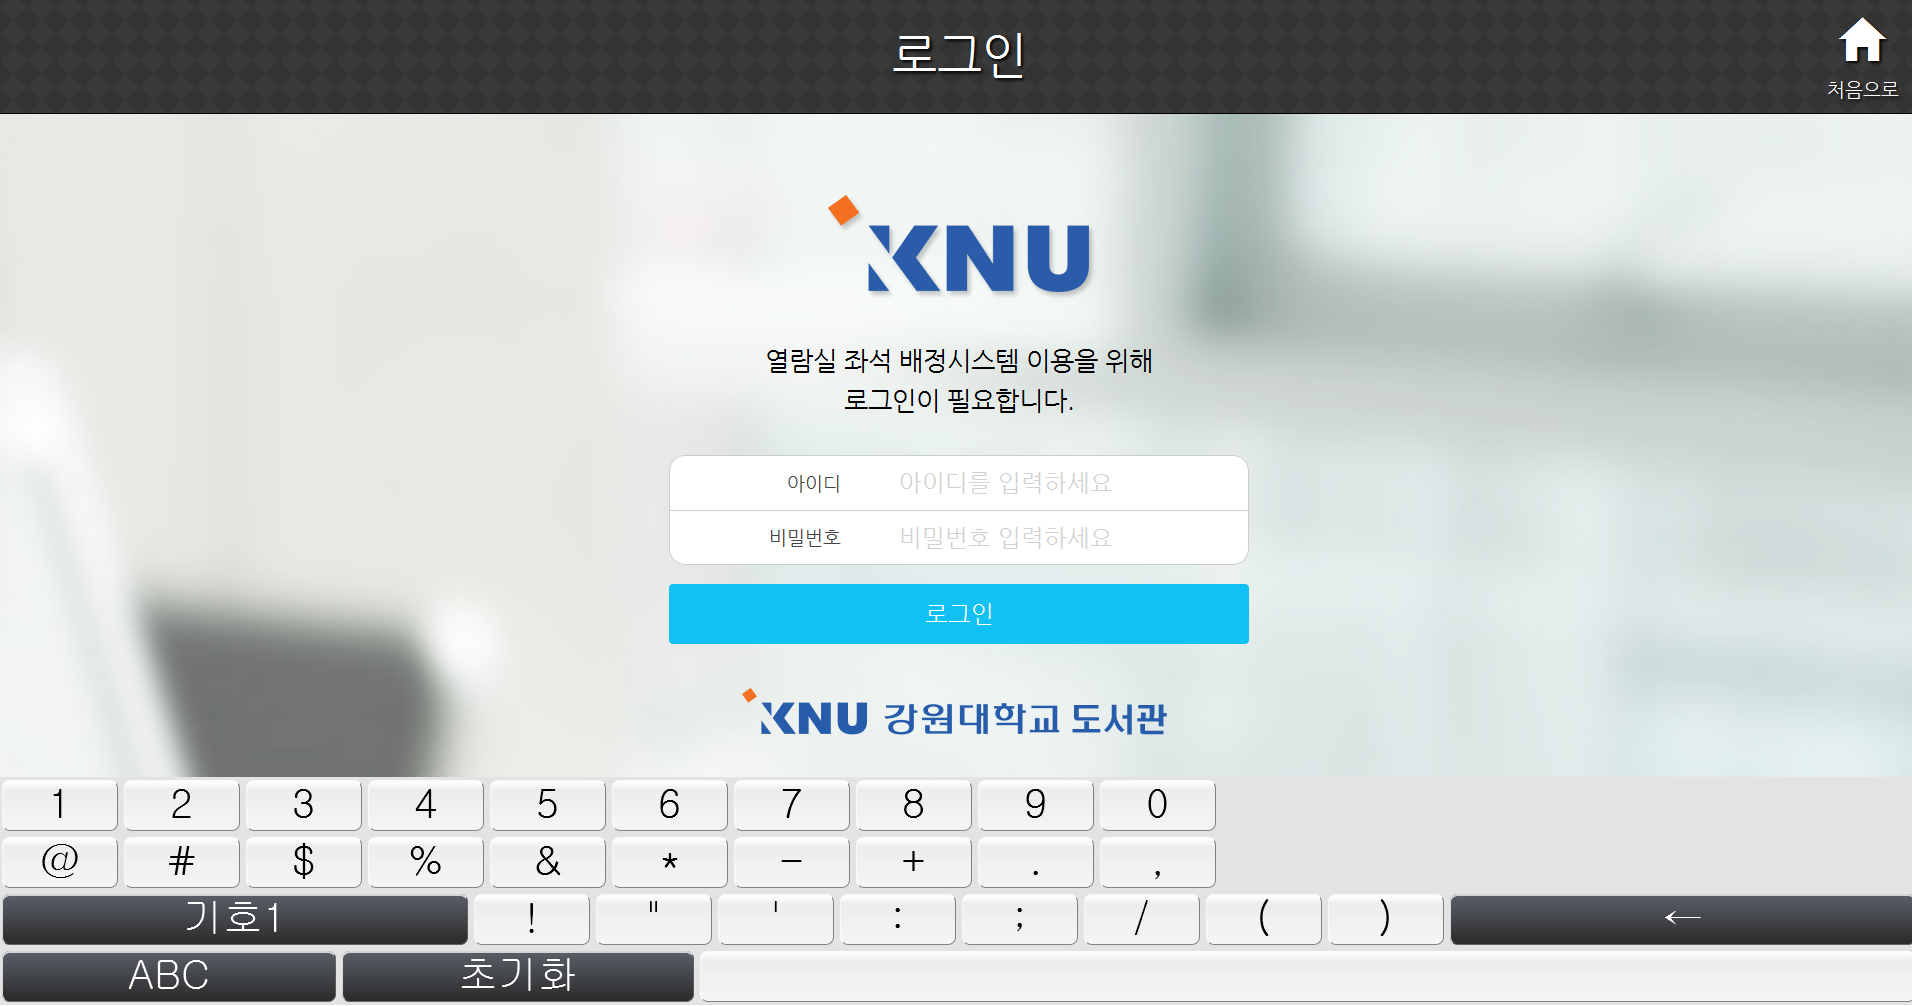 로그인
처음으로
KNU
열람실 좌석 배정시스템 이용을 위해
로그인이 필요합니다.
아이디 아이디를 입력하세요
비밀번호 비밀번호 입력하세요
로그인
KNU 강원대학교 도서관
1 2 3 4 5 6 7 8 9 0
@ # $ % & * - + . ,
기호1 ! " ' : ; / ( ) ←
ABC 초기화